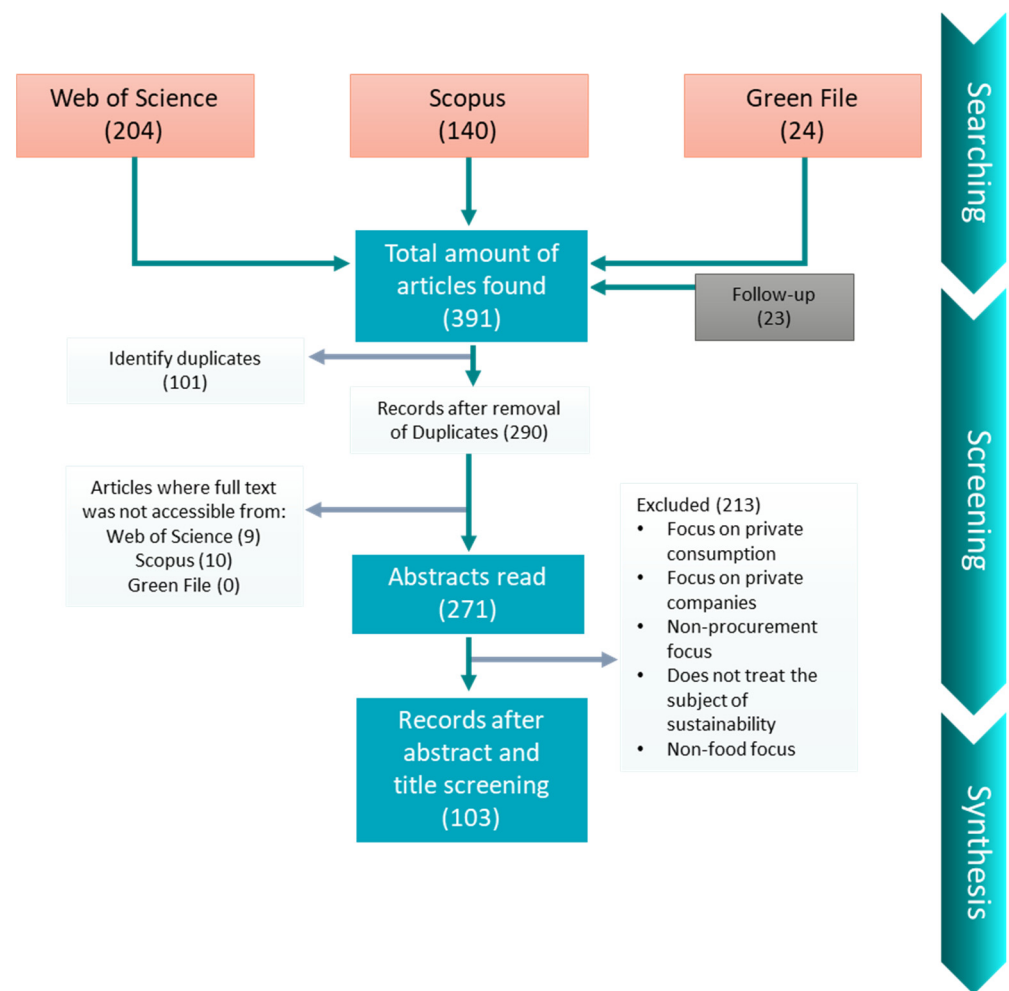 Web of Science
(204)
Scopus
(140)
Green File
(24)
Searching
Total amount of
articles found
(391)
Follow-up
(23)
Identify duplicates
(101)
Records after removal
of Duplicates (290)
Screening
Articles where full text
was not accessible from:
Web of Science (9)
Scopus (10)
Green File (0)
Abstracts read
(271)
Excluded (213)
• Focus on private
consumption
• Focus on private
companies
• Non-procurement
focus
• Does not treat the
subject of
sustainability
• Non-food focus
Records after
abstract and
title screening
(103)
Synthesis